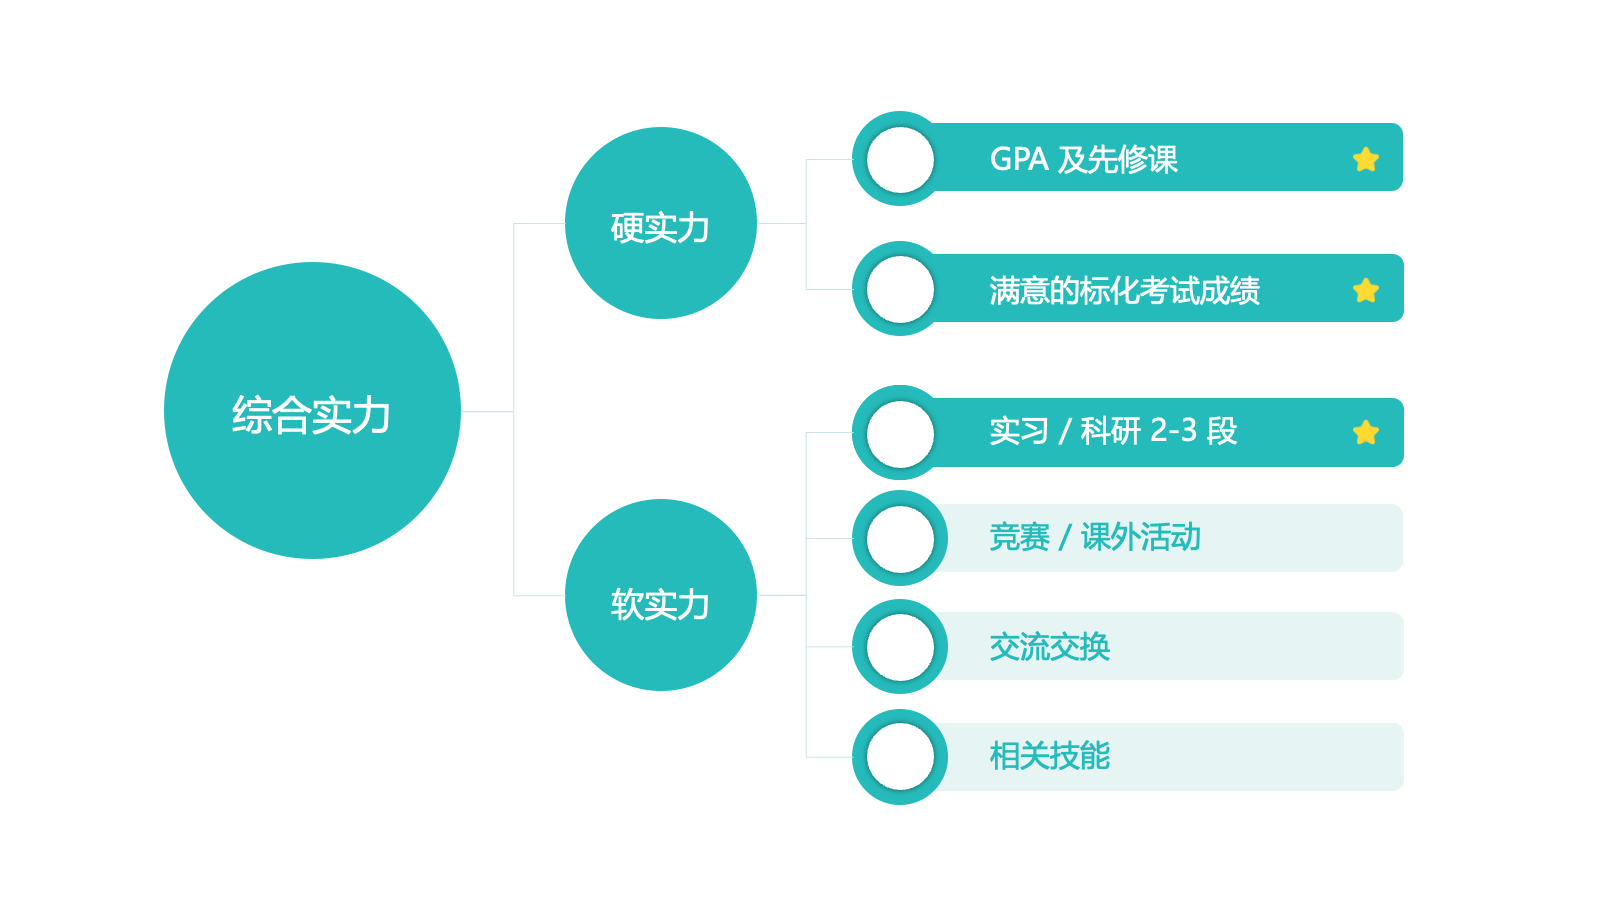 综合实力
硬实力
GPA 及先修课
满意的标化考试成绩
软实力
实习 / 科研 2-3 段
竞赛 / 课外活动
交流交换
相关技能